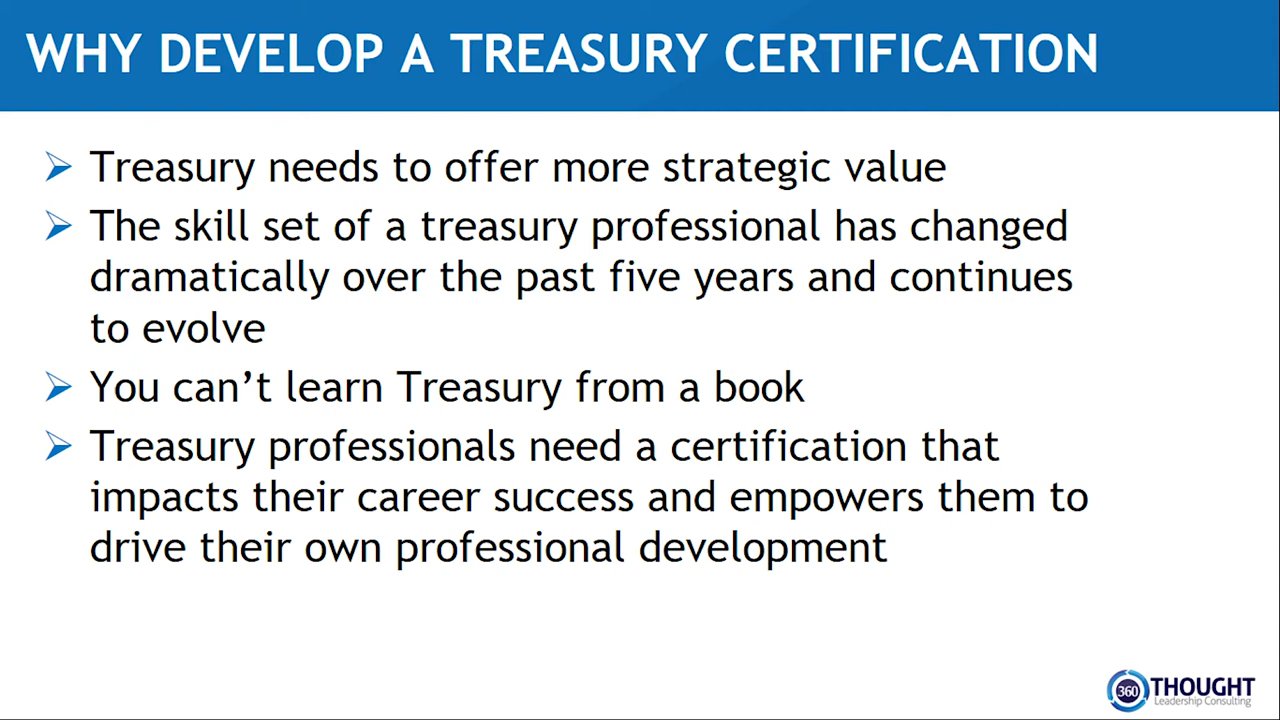 WHY DEVELOP A TREASURY CERTIFICATION
Treasury needs to offer more strategic value
The skill set of a treasury professional has changed
dramatically over the past five years and continues
to evolve
You can’t learn Treasury from a book
Treasury professionals need a certification that
impacts their career success and empowers them to
drive their own professional development
360 THOUGHT
Leadership Consulting